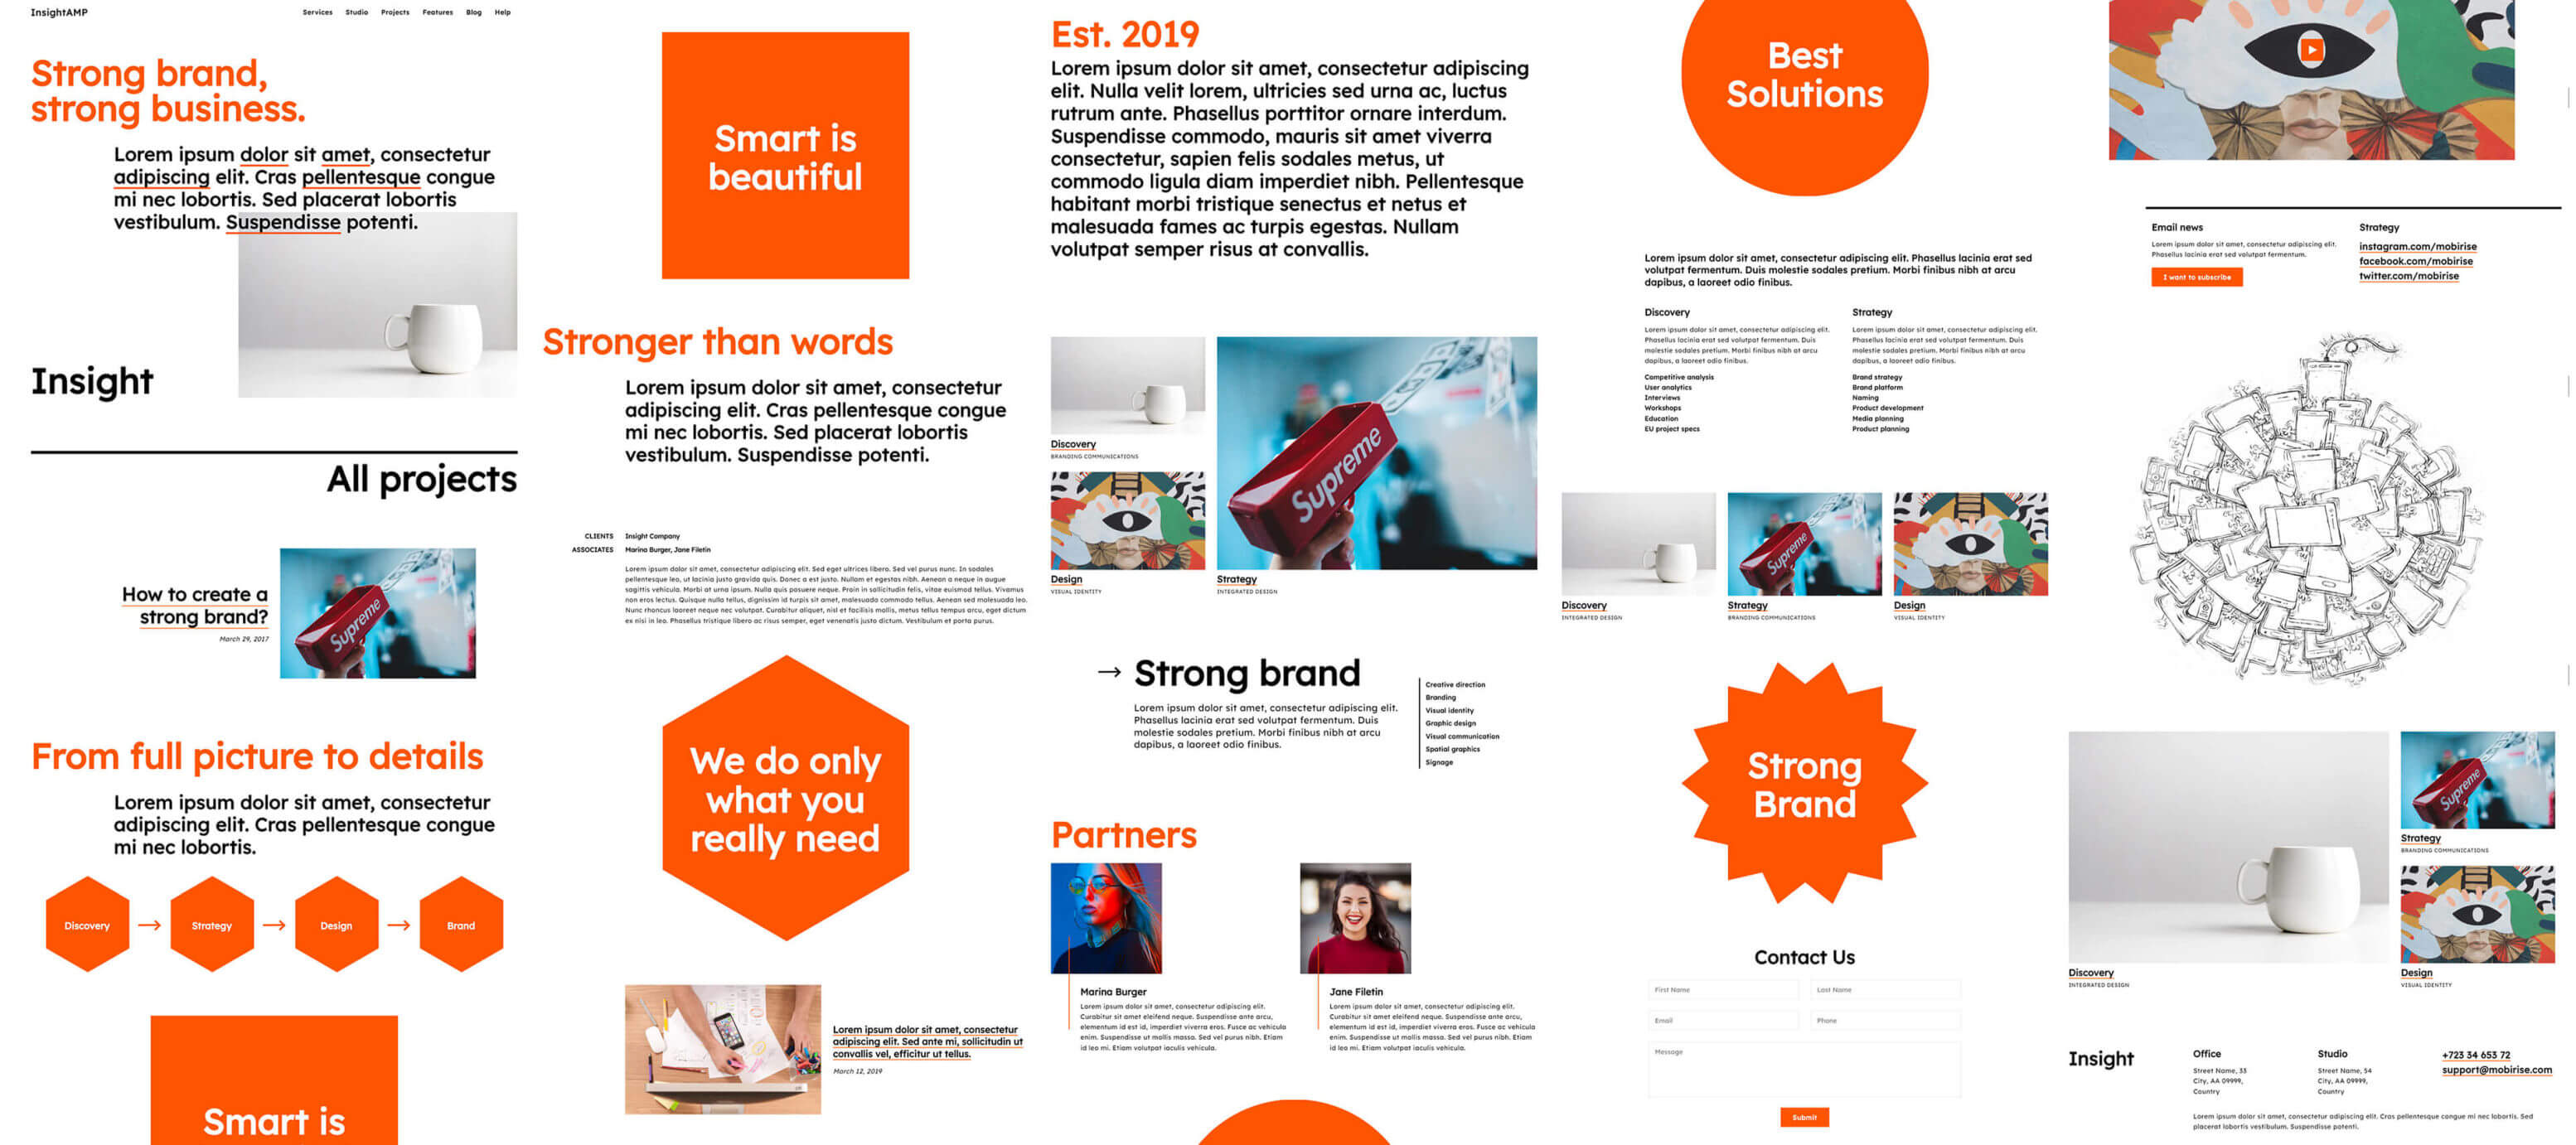 InsightAMP
Services
Studio
Projects
Features
Blog
Help
Strong brand,
strong business.
Lorem ipsum dolor sit amet, consectetur
adipiscing elit. Cras pellentesque congue
mi nec lobortis. Sed placerat lobortis
vestibulum. Suspendisse potenti.
Insight
All projects
How to create a
strong brand?
March 29, 2017
Supreme
From full picture to details
Lorem ipsum dolor sit amet, consectetur
adipiscing elit. Cras pellentesque congue
mi nec lobortis.
Discovery
Strategy
Design
Brand
Smart is
Smart is
beautiful
Stronger than words
Lorem ipsum dolor sit amet, consectetur
adipiscing elit. Cras pellentesque congue
mi nec lobortis. Sed placerat lobortis
vestibulum. Suspendisse potenti.
CLIENTS Insight Company
ASSOCIATES Marina Burger, Jane Filetin
Lorem ipsum dolor sit amet, consectetur adipiscing elit. Sed eget ultrices libero. Sed vel purus nunc. In sodales
pellentesque leo, ut lacinia justo gravida quis. Donec a est justo. Nullam et egestas nibh. Aenean a neque in augue
sagittis vehicula. Morbi at urna ipsum. Nulla quis posuere neque. Proin in sollicitudin felis, vitae euismod tellus. Vivamus
non eros lectus. Quisque nulla tellus, dignissim id turpis sit amet, malesuada commodo tellus. Aenean sed malesuada leo.
Nunc rhoncus laoreet neque nec volutpat. Curabitur aliquet, nisl et facilisis mollis, metus tellus tempus arcu, eget dictum
ex nisi in leo. Phasellus tristique libero ac risus semper, eget venenatis justo dictum. Vestibulum et porta purus.
We do only
what you
really need
Lorem ipsum dolor sit amet, consectetur
adipiscing elit. Sed ante mi, sollicitudin ut
convallis vel, efficitur ut tellus.
March 12, 2019
Est. 2019
Lorem ipsum dolor sit amet, consectetur adipiscing
elit. Nulla velit lorem, ultricies sed urna ac, luctus
rutrum ante. Phasellus porttitor ornare interdum.
Suspendisse commodo, mauris sit amet viverra
consectetur, sapien felis sodales metus, ut
commodo ligula diam imperdiet nibh. Pellentesque
habitant morbi tristique senectus et netus et
malesuada fames ac turpis egestas. Nullam
volutpat semper risus at convallis.
Discovery
BRANDING COMMUNICATIONS
Design
VISUAL IDENTITY
Supreme
Strategy
INTEGRATED DESIGN
Strong brand
Lorem ipsum dolor sit amet, consectetur adipiscing elit.
Phasellus lacinia erat sed volutpat fermentum. Duis
molestie sodales pretium. Morbi finibus nibh at arcu
dapibus, a laoreet odio finibus.
Creative direction
Branding
Visual identity
Graphic design
Visual communication
Spatial graphics
Signage
Partners
Marina Burger
Lorem ipsum dolor sit amet, consectetur adipiscing elit.
Curabitur sit amet eleifend neque. Suspendisse ante arcu,
elementum id est id, imperdiet viverra eros. Fusce ac vehicula
enim. Suspendisse ut mollis massa. Sed vel purus nibh. Etiam
id leo mi. Etiam volutpat iaculis vehicula.
Jane Filetin
Lorem ipsum dolor sit amet, consectetur adipiscing elit.
Curabitur sit amet eleifend neque. Suspendisse ante arcu,
elementum id est id, imperdiet viverra eros. Fusce ac vehicula
enim. Suspendisse ut mollis massa. Sed vel purus nibh. Etiam
id leo mi. Etiam volutpat iaculis vehicula.
Best
Solutions
Lorem ipsum dolor sit amet, consectetur adipiscing elit. Phasellus lacinia erat sed
volutpat fermentum. Duis molestie sodales pretium. Morbi finibus nibh at arcu
dapibus, a laoreet odio finibus.
Discovery
Lorem ipsum dolor sit amet, consectetur adipiscing elit.
Phasellus lacinia erat sed volutpat fermentum. Duis
molestie sodales pretium. Morbi finibus nibh at arcu
dapibus, a laoreet odio finibus.
Competitive analysis
User analytics
Interviews
Workshops
Education
EU project specs
Strategy
Lorem ipsum dolor sit amet, consectetur adipiscing elit.
Phasellus lacinia erat sed volutpat fermentum. Duis
molestie sodales pretium. Morbi finibus nibh at arcu
dapibus, a laoreet odio finibus.
Brand strategy
Brand platform
Naming
Product development
Media planning
Product planning
Discovery
INTEGRATED DESIGN
Supreme
Strategy
BRANDING COMMUNICATIONS
Design
VISUAL IDENTITY
Strong
Brand
Contact Us
First Name
Last Name
Email
Phone
Message
Submit
Email news
Lorem ipsum dolor sit amet, consectetur adipiscing elit.
Phasellus lacinia erat sed volutpat fermentum.
I want to subscribe
Strategy
instagram.com/mobirise
facebook.com/mobirise
twitter.com/mobirise
Discovery
INTEGRATED DESIGN
Supreme
Strategy
BRANDING COMMUNICATIONS
Design
VISUAL IDENTITY
Insight
Office
Street Name, 33
City, AA 09999,
Country
Studio
Street Name, 54
City, AA 09999,
Country
+723 34 653 72
support@mobirise.com
Lorem ipsum dolor sit amet, consectetur adipiscing elit. Cras pellentesque congue mi nec lobortis. Sed
placerat lobortis vestibulum. Suspendisse potenti.